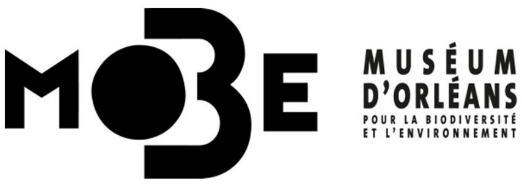 MOBE
MUSÉUM
D'ORLÉANS
POUR LA BIODIVERSITÉ
ET L'ENVIRONNEMENT